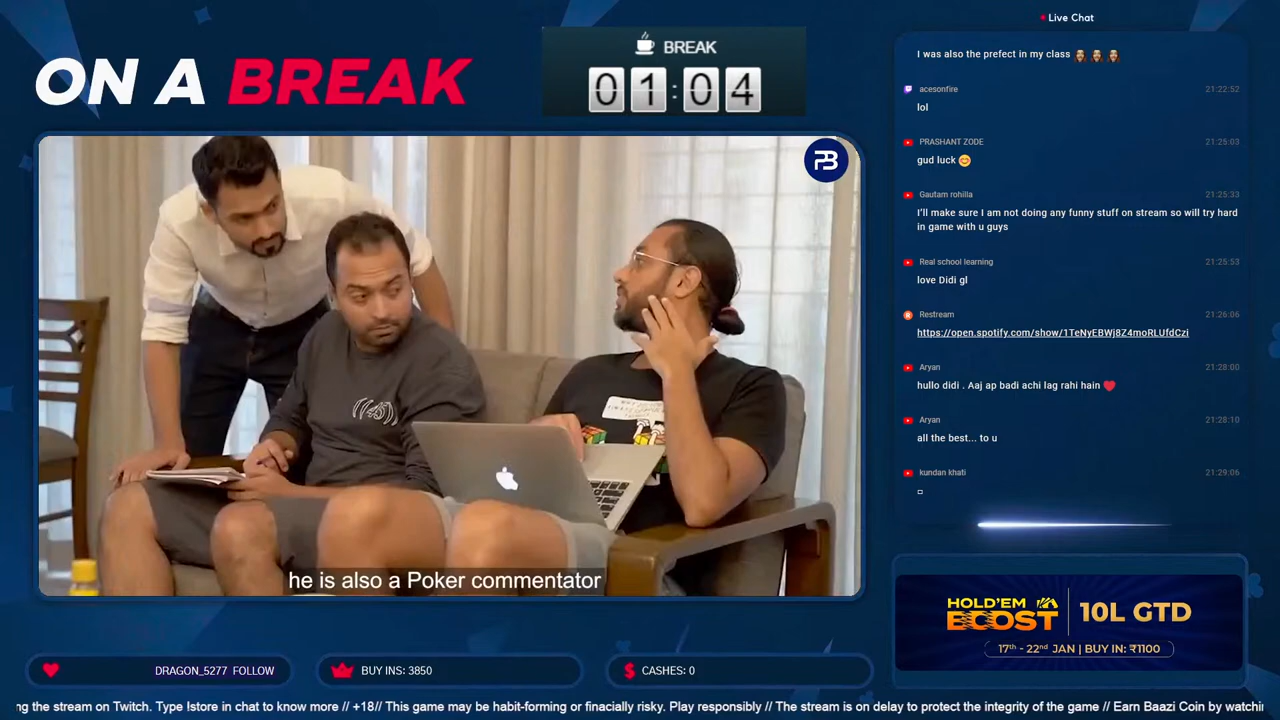 ON A BREAK
BREAK
01:04
Live Chat
I was also the prefect in my class
acesonfire 21:22:52
lol
PRASHANT ZODE 21:25:03
gud luck 😊
Gautam rohilla 21:25:33
I'll make sure I am not doing any funny stuff on stream so will try hard
in game with u guys
Real school learning 21:25:53
love Didi gl
Restream 21:26:06
https://open.spotify.com/show/1TeNyEBWj8Z4moRLUfdCzi
Aryan 21:28:00
hullo didi . Aaj ap badi achi lag rahi hain ❤️
Aryan 21:28:10
all the best... to u
kundan khati 21:29:06
he is also a Poker commentator
HOLD'EM
BOOST
10L GTD
17th - 22nd JAN | BUY IN: ₹1100
DRAGON_5277 FOLLOW
BUY INS: 3850
CASHES: 0
ng the stream on Twitch. Type !store in chat to know more // +18// This game may be habit-forming or finacially risky. Play responsibly // The stream is on delay to protect the integrity of the game // Earn Baazi Coin by watchi